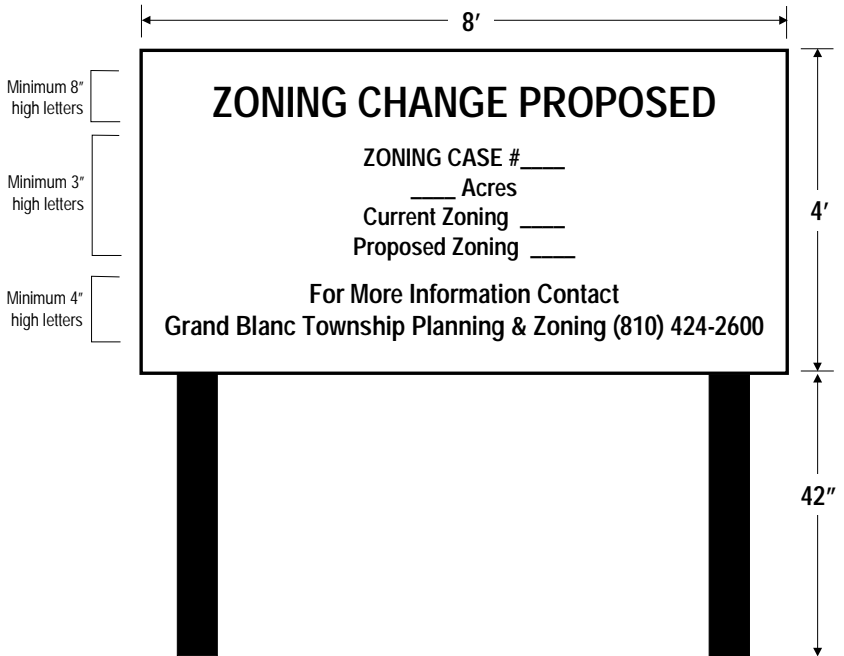 8′
Minimum 8″
high letters
ZONING CHANGE PROPOSED
Minimum 3″
high letters
ZONING CASE #____
____ Acres
Current Zoning ____
Proposed Zoning ____
4′
Minimum 4″
high letters
For More Information Contact
Grand Blanc Township Planning & Zoning (810) 424-2600
42″